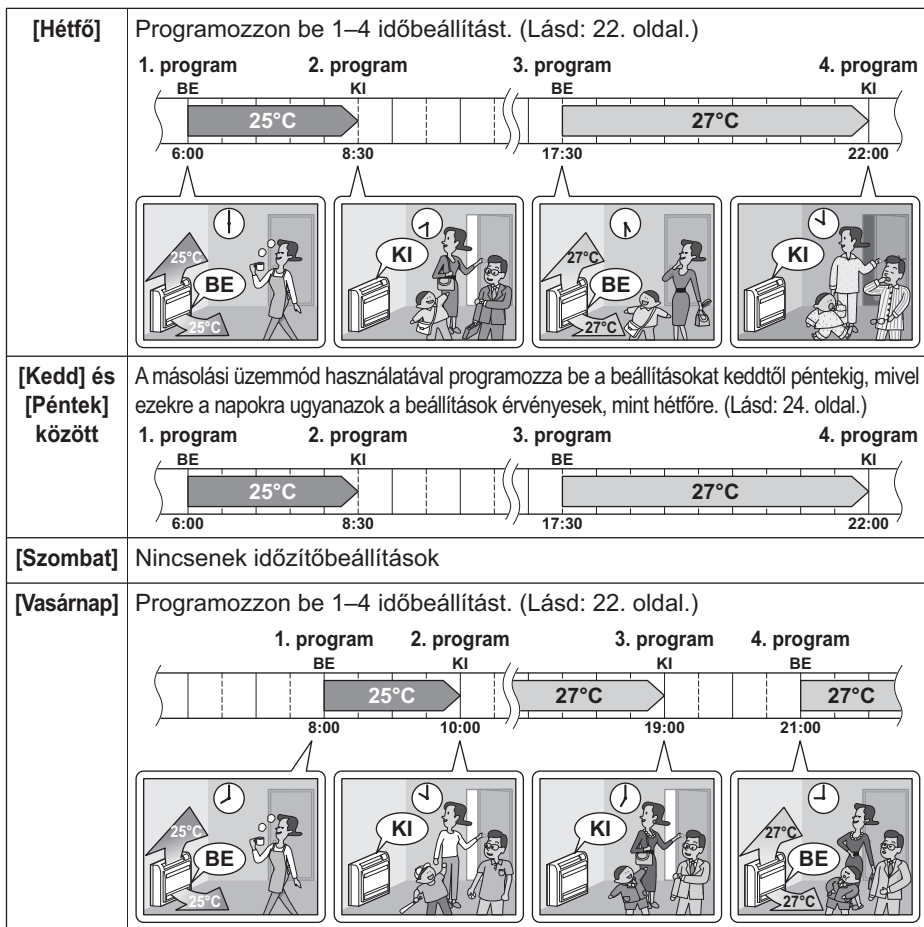 [Hétfő]
Programozzon be 1–4 időbeállítást. (Lásd: 22. oldal.)
1. program 2. program 3. program 4. program
BE KI BE KI
25°C 27°C
6:00 8:30 17:30 22:00
25°C BE 25°C
KI
27°C BE 27°C
KI
[Kedd] és
[Péntek]
között
A másolási üzemmód használatával programozza be a beállításokat keddtől péntekig, mivel
ezekre a napokra ugyanazok a beállítások érvényesek, mint hétfőre. (Lásd: 24. oldal.)
1. program 2. program 3. program 4. program
BE KI BE KI
25°C 27°C
6:00 8:30 17:30 22:00
[Szombat]
Nincsenek időzítőbeállítások
[Vasárnap]
Programozzon be 1–4 időbeállítást. (Lásd: 22. oldal.)
1. program 2. program 3. program 4. program
BE KI KI BE
25°C 27°C 27°C
8:00 10:00 19:00 21:00
25°C BE 25°C
KI
KI
27°C BE 27°C